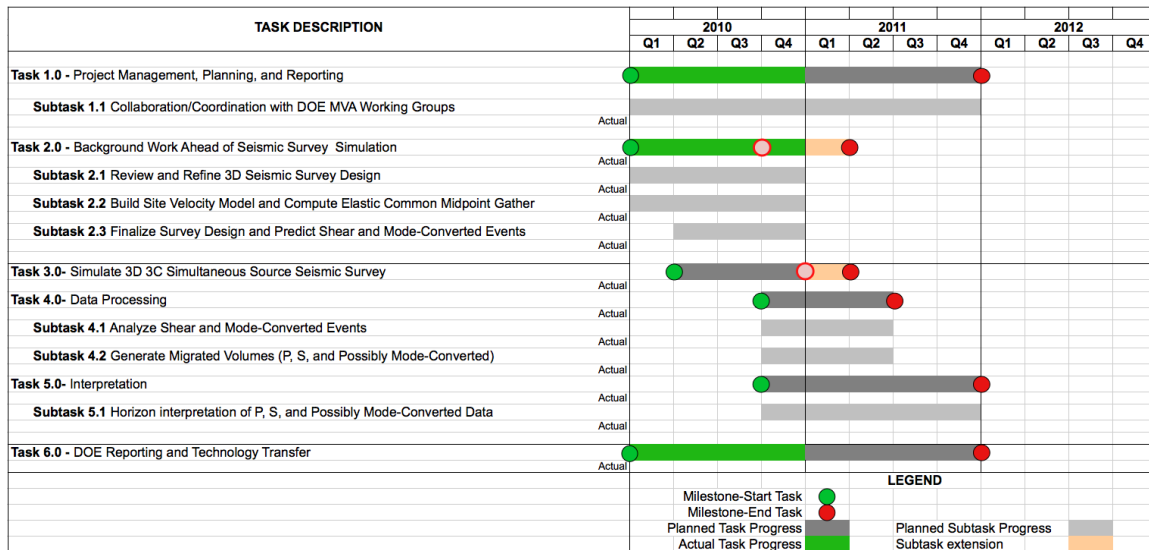 TASK DESCRIPTION
2010 2011 2012
Q1 Q2 Q3 Q4 Q1 Q2 Q3 Q4 Q1 Q2 Q3 Q4
Task 1.0 - Project Management, Planning, and Reporting
Subtask 1.1 Collaboration/Coordination with DOE MVA Working Groups
Actual
Task 2.0 - Background Work Ahead of Seismic Survey Simulation
Actual
Subtask 2.1 Review and Refine 3D Seismic Survey Design
Actual
Subtask 2.2 Build Site Velocity Model and Compute Elastic Common Midpoint Gather
Actual
Subtask 2.3 Finalize Survey Design and Predict Shear and Mode-Converted Events
Actual
Task 3.0- Simulate 3D 3C Simultaneous Source Seismic Survey
Actual
Task 4.0- Data Processing
Actual
Subtask 4.1 Analyze Shear and Mode-Converted Events
Actual
Subtask 4.2 Generate Migrated Volumes (P, S, and Possibly Mode-Converted)
Actual
Task 5.0- Interpretation
Actual
Subtask 5.1 Horizon interpretation of P, S, and Possibly Mode-Converted Data
Actual
Task 6.0 - DOE Reporting and Technology Transfer
Actual
LEGEND
Milestone-Start Task
Milestone-End Task
Planned Task Progress Planned Subtask Progress
Actual Task Progress Subtask extension